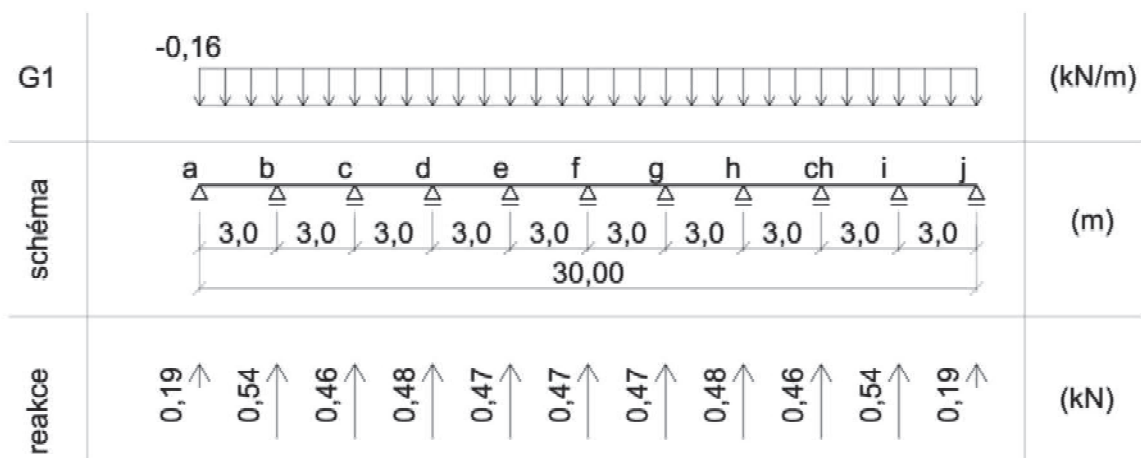 -0,16
G1 (kN/m)
a b c d e f g h ch i j
schéma (m)
3,0 3,0 3,0 3,0 3,0 3,0 3,0 3,0 3,0 3,0
30,00
reakce (kN)
0,19 0,54 0,46 0,48 0,47 0,47 0,47 0,48 0,46 0,54 0,19